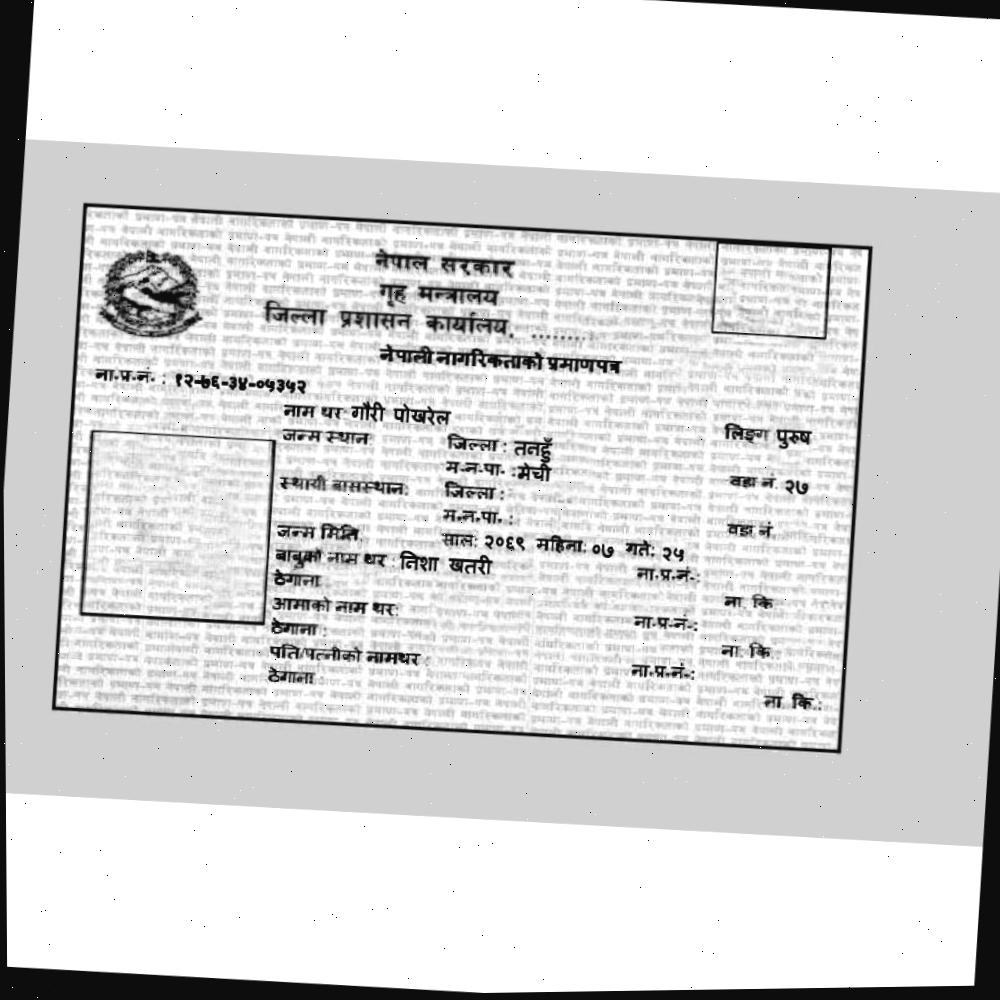 नेपाल सरकार
गृह मन्त्रालय
जिल्ला प्रशासन कार्यालय, .........
नेपाली नागरिकताको प्रमाणपत्र
ना.प्र.नं. : १२-७६-३४-०५३५२
नाम थर गौरी पोखरेल लिङ्ग पुरुष
जन्म स्थान जिल्ला : तनहुँ
म.न.पा. : मेची वडा नं. २७
स्थायी बासस्थान: जिल्ला :
म.न.पा. : वडा नं.
जन्म मिति साल: २०६९ महिना: ०७ गते: २५
बाबुको नाम थर : निशा खतरी ना.प्र.नं.:
ठेगाना ना. कि
आमाको नाम थर: ना.प्र.नं.:
ठेगाना : ना. कि.
पति/पत्नीको नामथर : ना.प्र.नं.:
ठेगाना : ना. कि.: